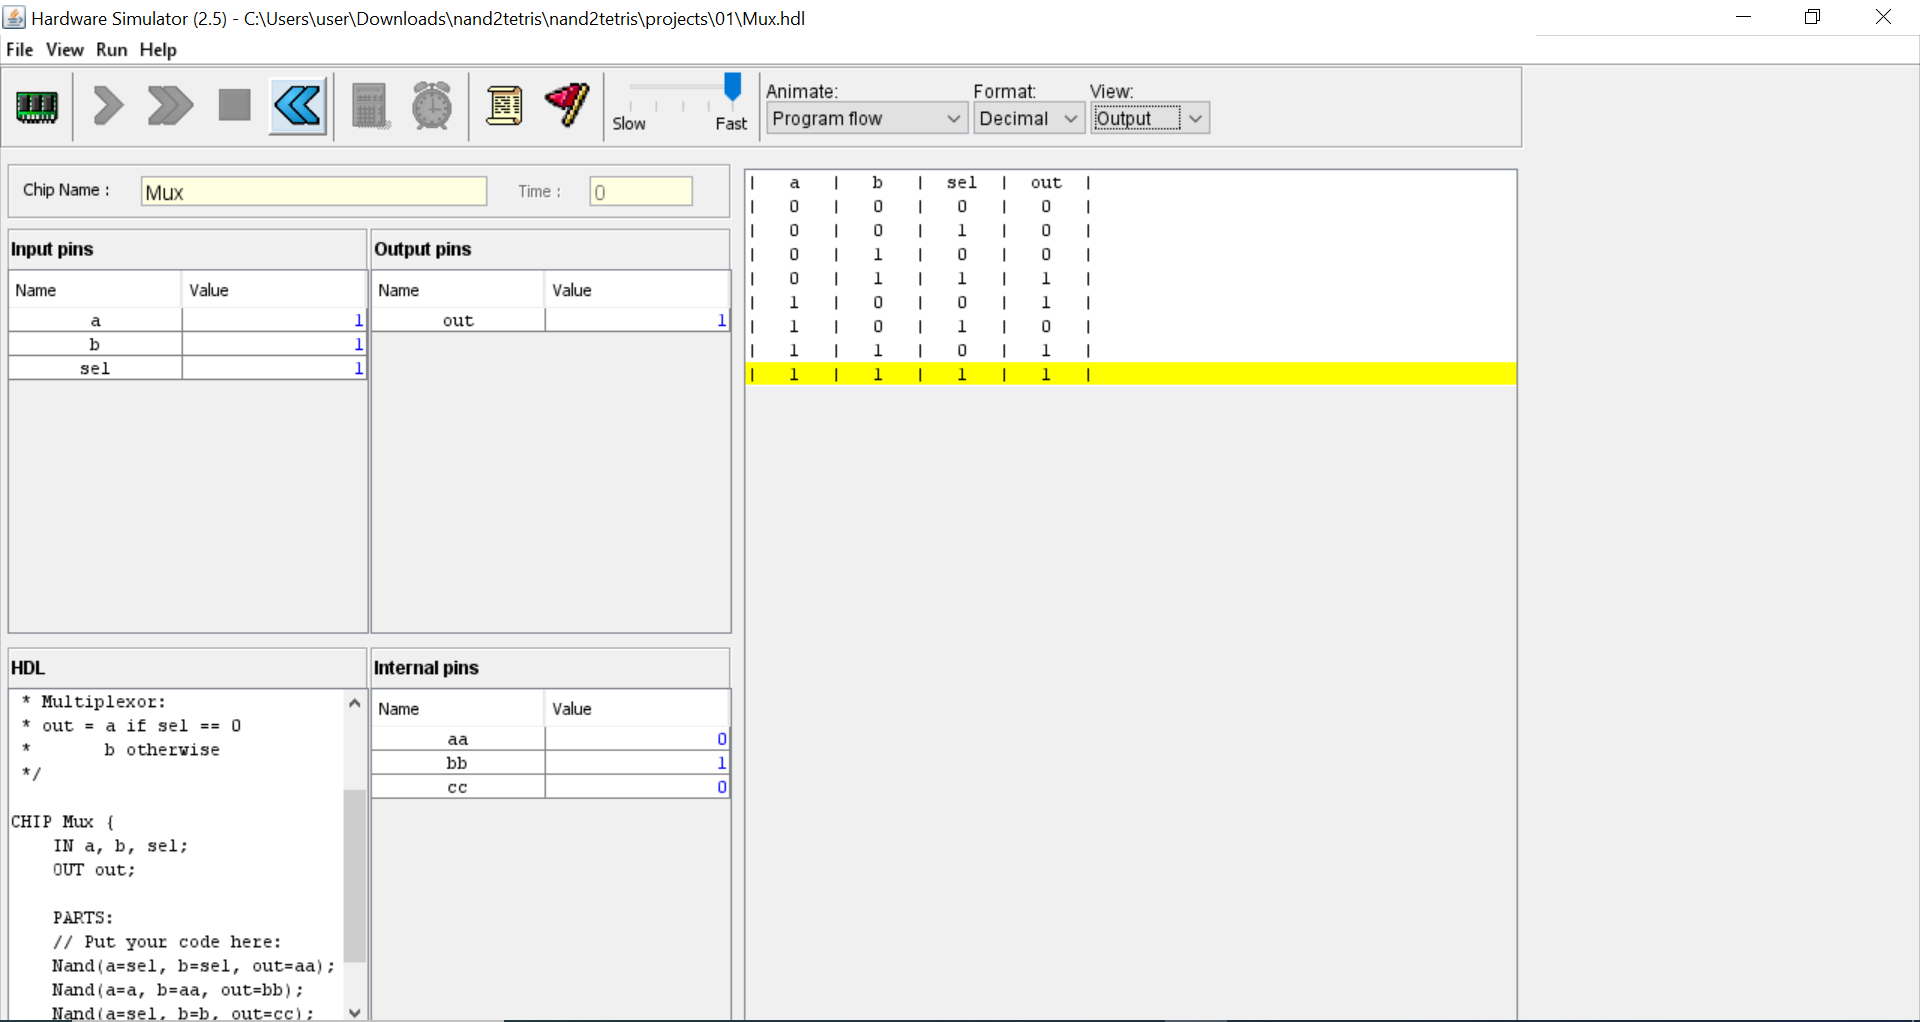 Hardware Simulator (2.5) - C:\Users\user\Downloads\nand2tetris\nand2tetris\projects\01\Mux.hdl
File View Run Help
Slow Fast
Animate: Format: View:
Program flow Decimal Output
Chip Name : Mux Time : 0
| a | b | sel | out |
| 0 | 0 | 0 | 0 |
| 0 | 0 | 1 | 0 |
| 0 | 1 | 0 | 0 |
| 0 | 1 | 1 | 1 |
| 1 | 0 | 0 | 1 |
| 1 | 0 | 1 | 0 |
| 1 | 1 | 0 | 1 |
| 1 | 1 | 1 | 1 |
Input pins
Name Value
a 1
b 1
sel 1
Output pins
Name Value
out 1
HDL
* Multiplexor:
* out = a if sel == 0
* b otherwise
*/
CHIP Mux {
IN a, b, sel;
OUT out;
PARTS:
// Put your code here:
Nand(a=sel, b=sel, out=aa);
Nand(a=a, b=aa, out=bb);
Nand(a=sel, b=b, out=cc);
Internal pins
Name Value
aa 0
bb 1
cc 0